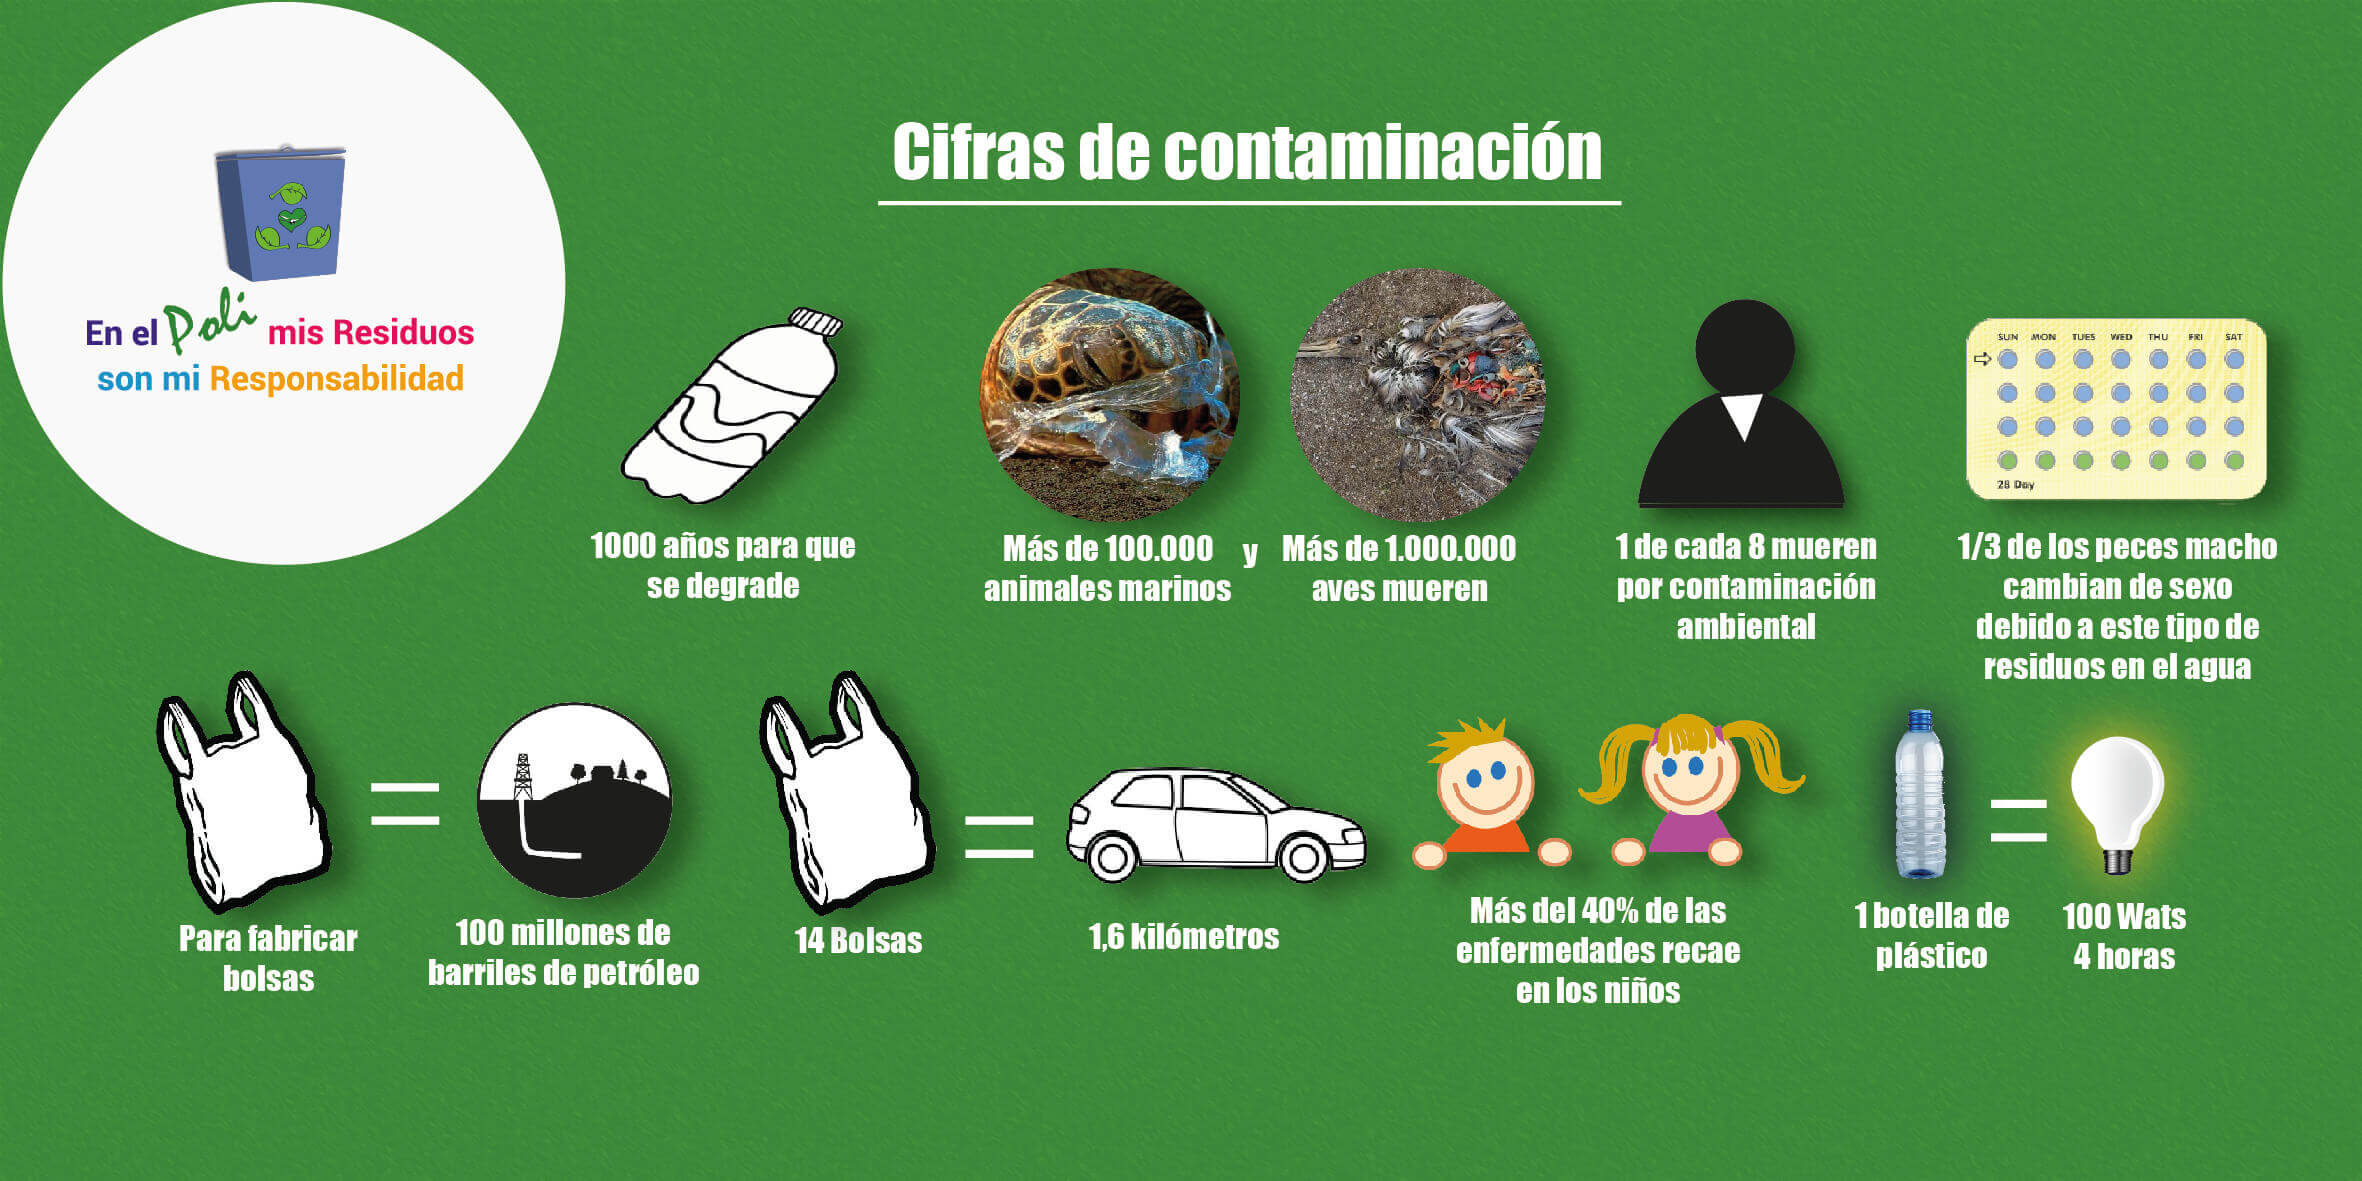 En el Poli mis Residuos
son mi Responsabilidad
Cifras de contaminación
1000 años para que
se degrade
Más de 100.000
animales marinos
y
Más de 1.000.000
aves mueren
1 de cada 8 mueren
por contaminación
ambiental
SUN MON TUES WED THU FRI SAT
28 Day
1/3 de los peces macho
cambian de sexo
debido a este tipo de
residuos en el agua
Para fabricar
bolsas
=
100 millones de
barriles de petróleo
14 Bolsas
=
1,6 kilómetros
Más del 40% de las
enfermedades recae
en los niños
1 botella de
plástico
=
100 Wats
4 horas